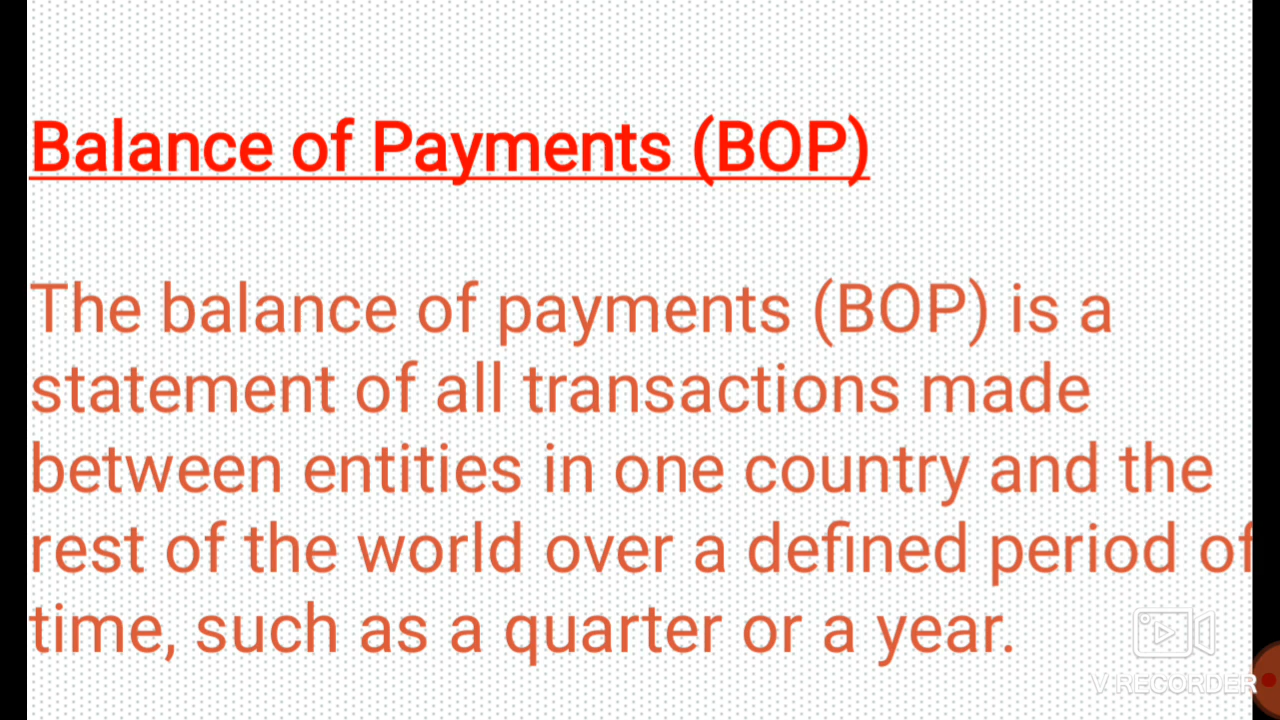 Balance of Payments (BOP)
The balance of payments (BOP) is a
statement of all transactions made
between entities in one country and the
rest of the world over a defined period of
time, such as a quarter or a year.
V RECORDER